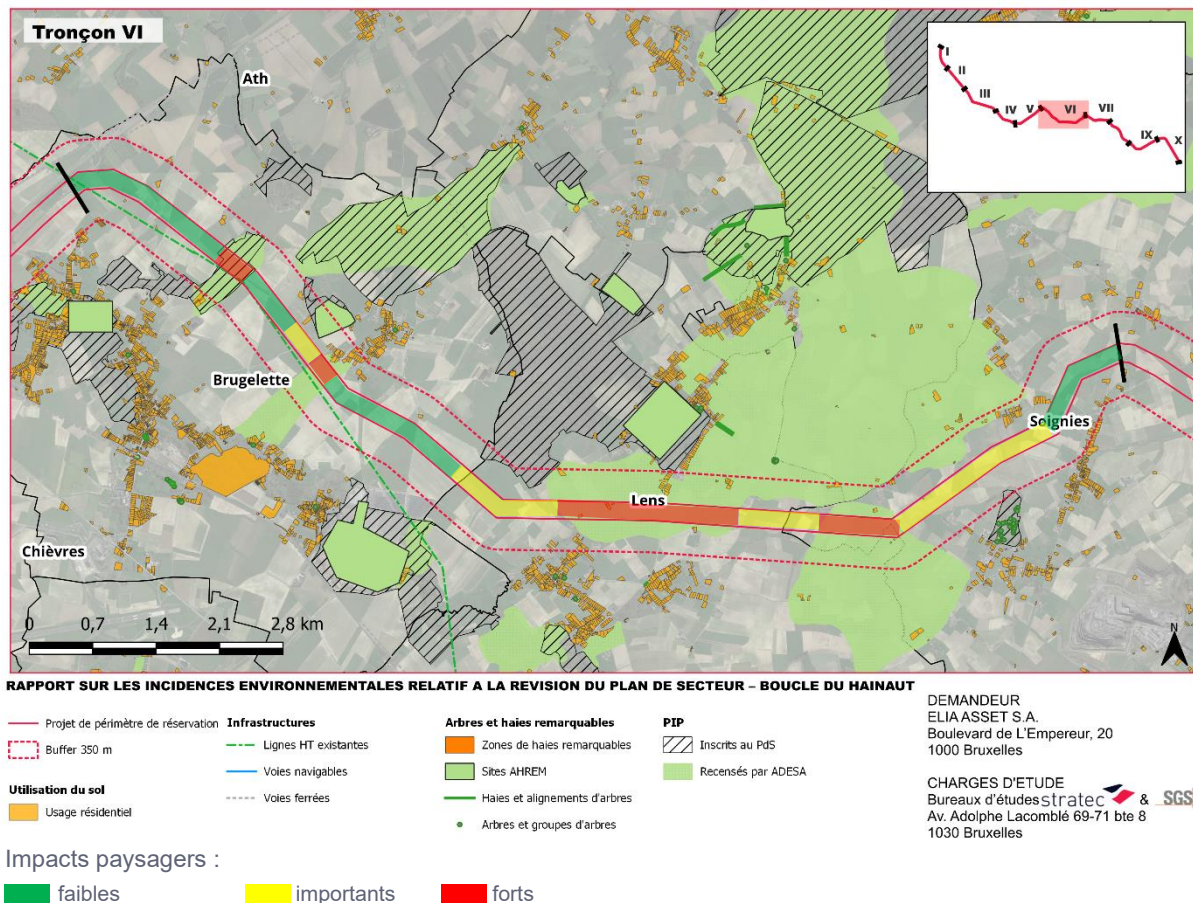 Tronçon VI
Ath
I
II
III
IV
V
VI
VII
IX
X
Brugelette
Soignies
Lens
Chièvres
0 0,7 1,4 2,1 2,8 km
N
RAPPORT SUR LES INCIDENCES ENVIRONNEMENTALES RELATIF A LA REVISION DU PLAN DE SECTEUR – BOUCLE DU HAINAUT
Projet de périmètre de réservation
Buffer 350 m
Utilisation du sol
Usage résidentiel
Infrastructures
Lignes HT existantes
Voies navigables
Voies ferrées
Arbres et haies remarquables
Zones de haies remarquables
Sites AHREM
Haies et alignements d'arbres
Arbres et groupes d'arbres
PIP
Inscrits au PdS
Recensés par ADESA
DEMANDEUR
ELIA ASSET S.A.
Boulevard de L'Empereur, 20
1000 Bruxelles
CHARGES D'ETUDE
Bureaux d'études stratec & SGS
Av. Adolphe Lacomblé 69-71 bte 8
1030 Bruxelles
Impacts paysagers :
faibles importants forts